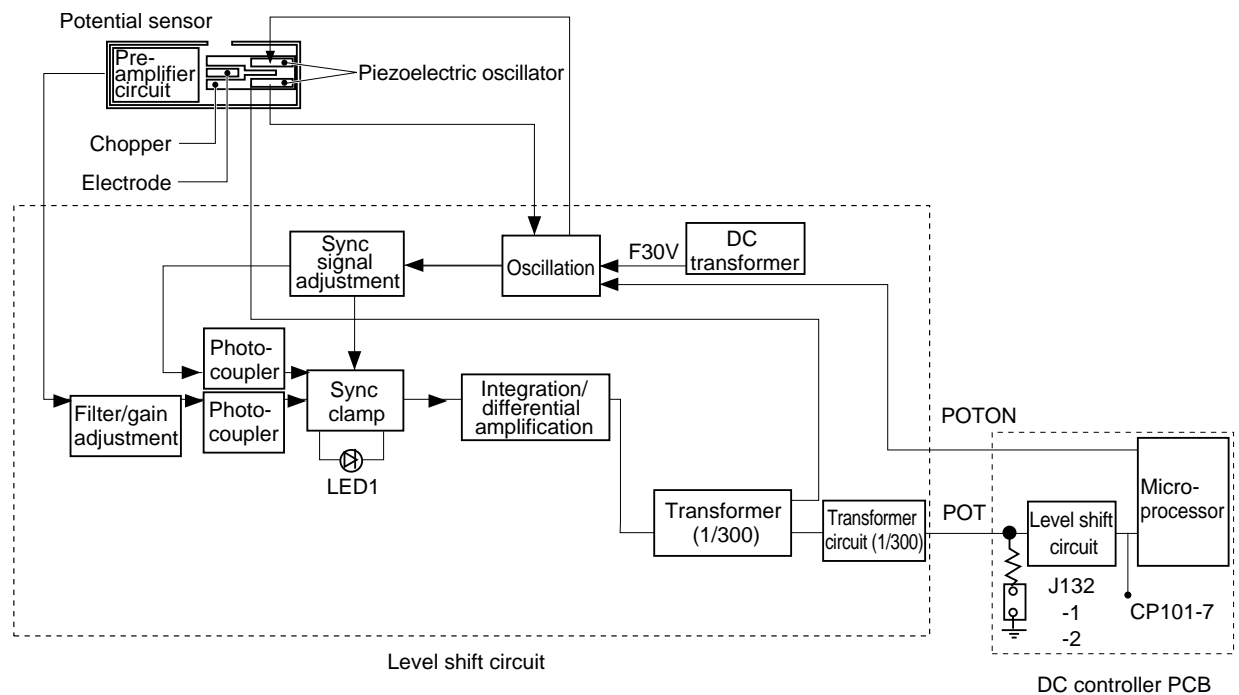 Potential sensor
Pre-
amplifier
circuit
Piezoelectric oscillator
Chopper
Electrode
Sync
signal
adjustment
Oscillation
F30V
DC
transformer
Photo-
coupler
Filter/gain
adjustment
Photo-
coupler
Sync
clamp
LED1
Integration/
differential
amplification
Transformer
(1/300)
Transformer
circuit (1/300)
POTON
POT
Micro-
processor
Level shift
circuit
J132
-1
-2
CP101-7
Level shift circuit
DC controller PCB